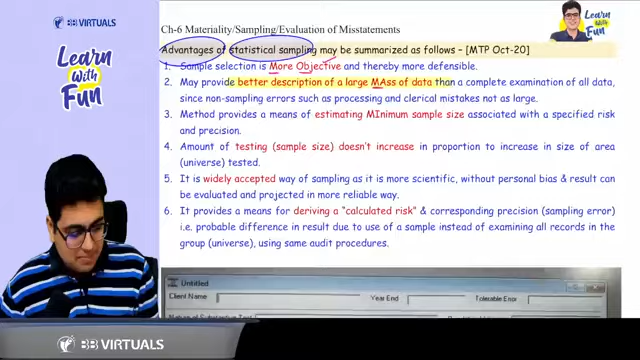 BB VIRTUALS
Learn
With
Fun
Ch-6 Materiality/Sampling/Evaluation of Misstatements
Advantages of statistical sampling may be summarized as follows – [MTP Oct-20]
1. Sample selection is More Objective and thereby more defensible.
2. May provide better description of a large MAss of data than a complete examination of all data,
since non-sampling errors such as processing and clerical mistakes not as large.
3. Method provides a means of estimating MInimum sample size associated with a specified risk
and precision.
4. Amount of testing (sample size) doesn't increase in proportion to increase in size of area
(universe) tested.
5. It is widely accepted way of sampling as it is more scientific, without personal bias & result can
be evaluated and projected in more reliable way.
6. It provides a means for deriving a "calculated risk" & corresponding precision (sampling error)
i.e. probable difference in result due to use of a sample instead of examining all records in the
group (universe), using same audit procedures.
Learn
With
Fun
Untitled
Client Name
Year End
Tolerable Error
BB VIRTUALS